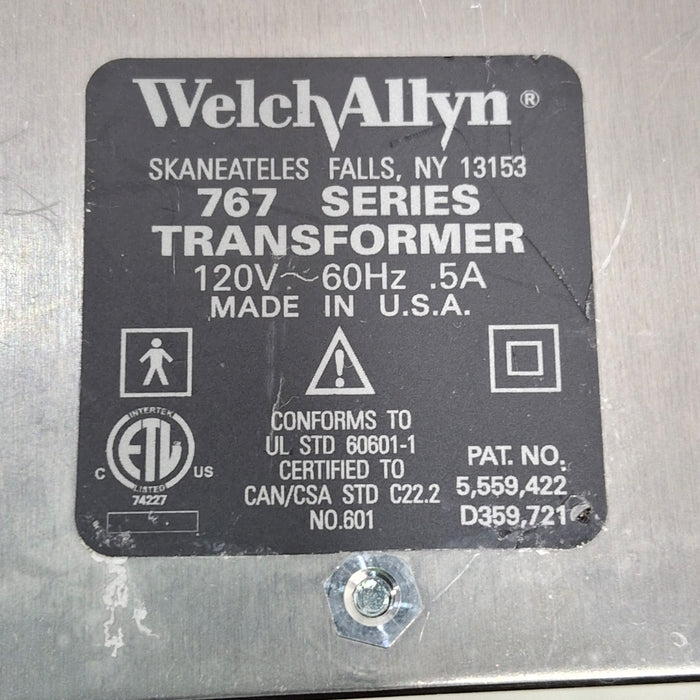 WelchAllyn®
SKANEATELES FALLS, NY 13153
767 SERIES
TRANSFORMER
120V~60Hz .5A
MADE IN U.S.A.
INTERTEK
ETL
C US
LISTED
74227
CONFORMS TO
UL STD 60601-1
CERTIFIED TO
CAN/CSA STD C22.2
NO.601
PAT. NO.
5,559,422
D359,721